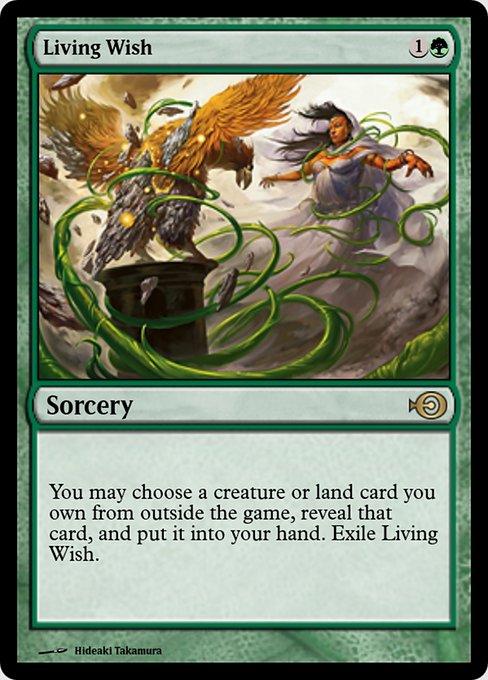 Living Wish 1
Sorcery
You may choose a creature or land card you
own from outside the game, reveal that
card, and put it into your hand. Exile Living
Wish.
Hideaki Takamura